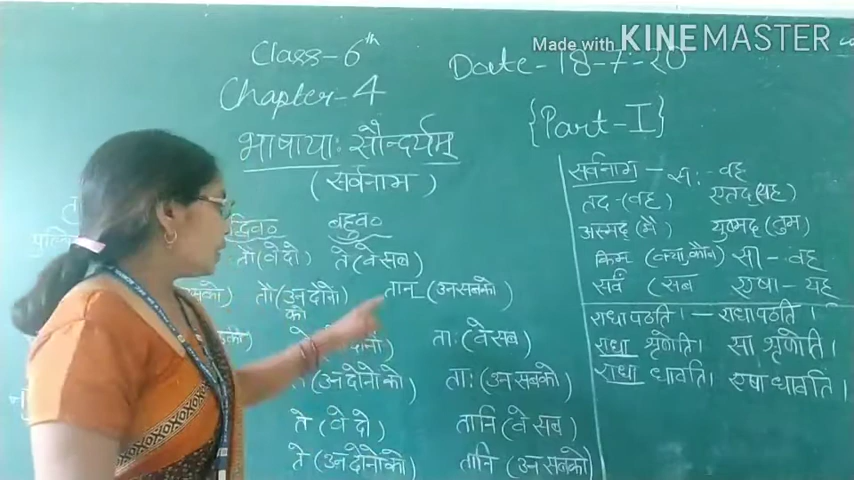 Made with KINEMASTER
Class-6th
Date-18-7-20
Chapter-4
{Part-I}
भाषायाः सौन्दर्यम्
(सर्वनाम)
द्विव० बहुव०
तौ (वे दो) ते (वे सब)
तौ (उन दोनों को) तान् (उन सबको)
ताः (वे सब)
(उन दोनों को) ताः (उन सबको)
ते (वे दो) तानि (वे सब)
ते (उन दोनों को) तानि (उन सबको)
सर्वनाम - सः - वह
तद - (वह) एतद (यह)
अस्मद् (मैं) युष्मद् (तुम)
किम (क्या, कौन) सा - वह
सर्व (सब एषा - यह
राधा पठति। - राधा पठति।
राधा श्रृणोति। सा श्रृणोति।
राधा धावति। एषा धावति।